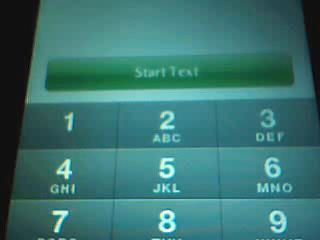 Start Text
1 2 3
ABC DEF
4 5 6
GHI JKL MNO
7 8 9